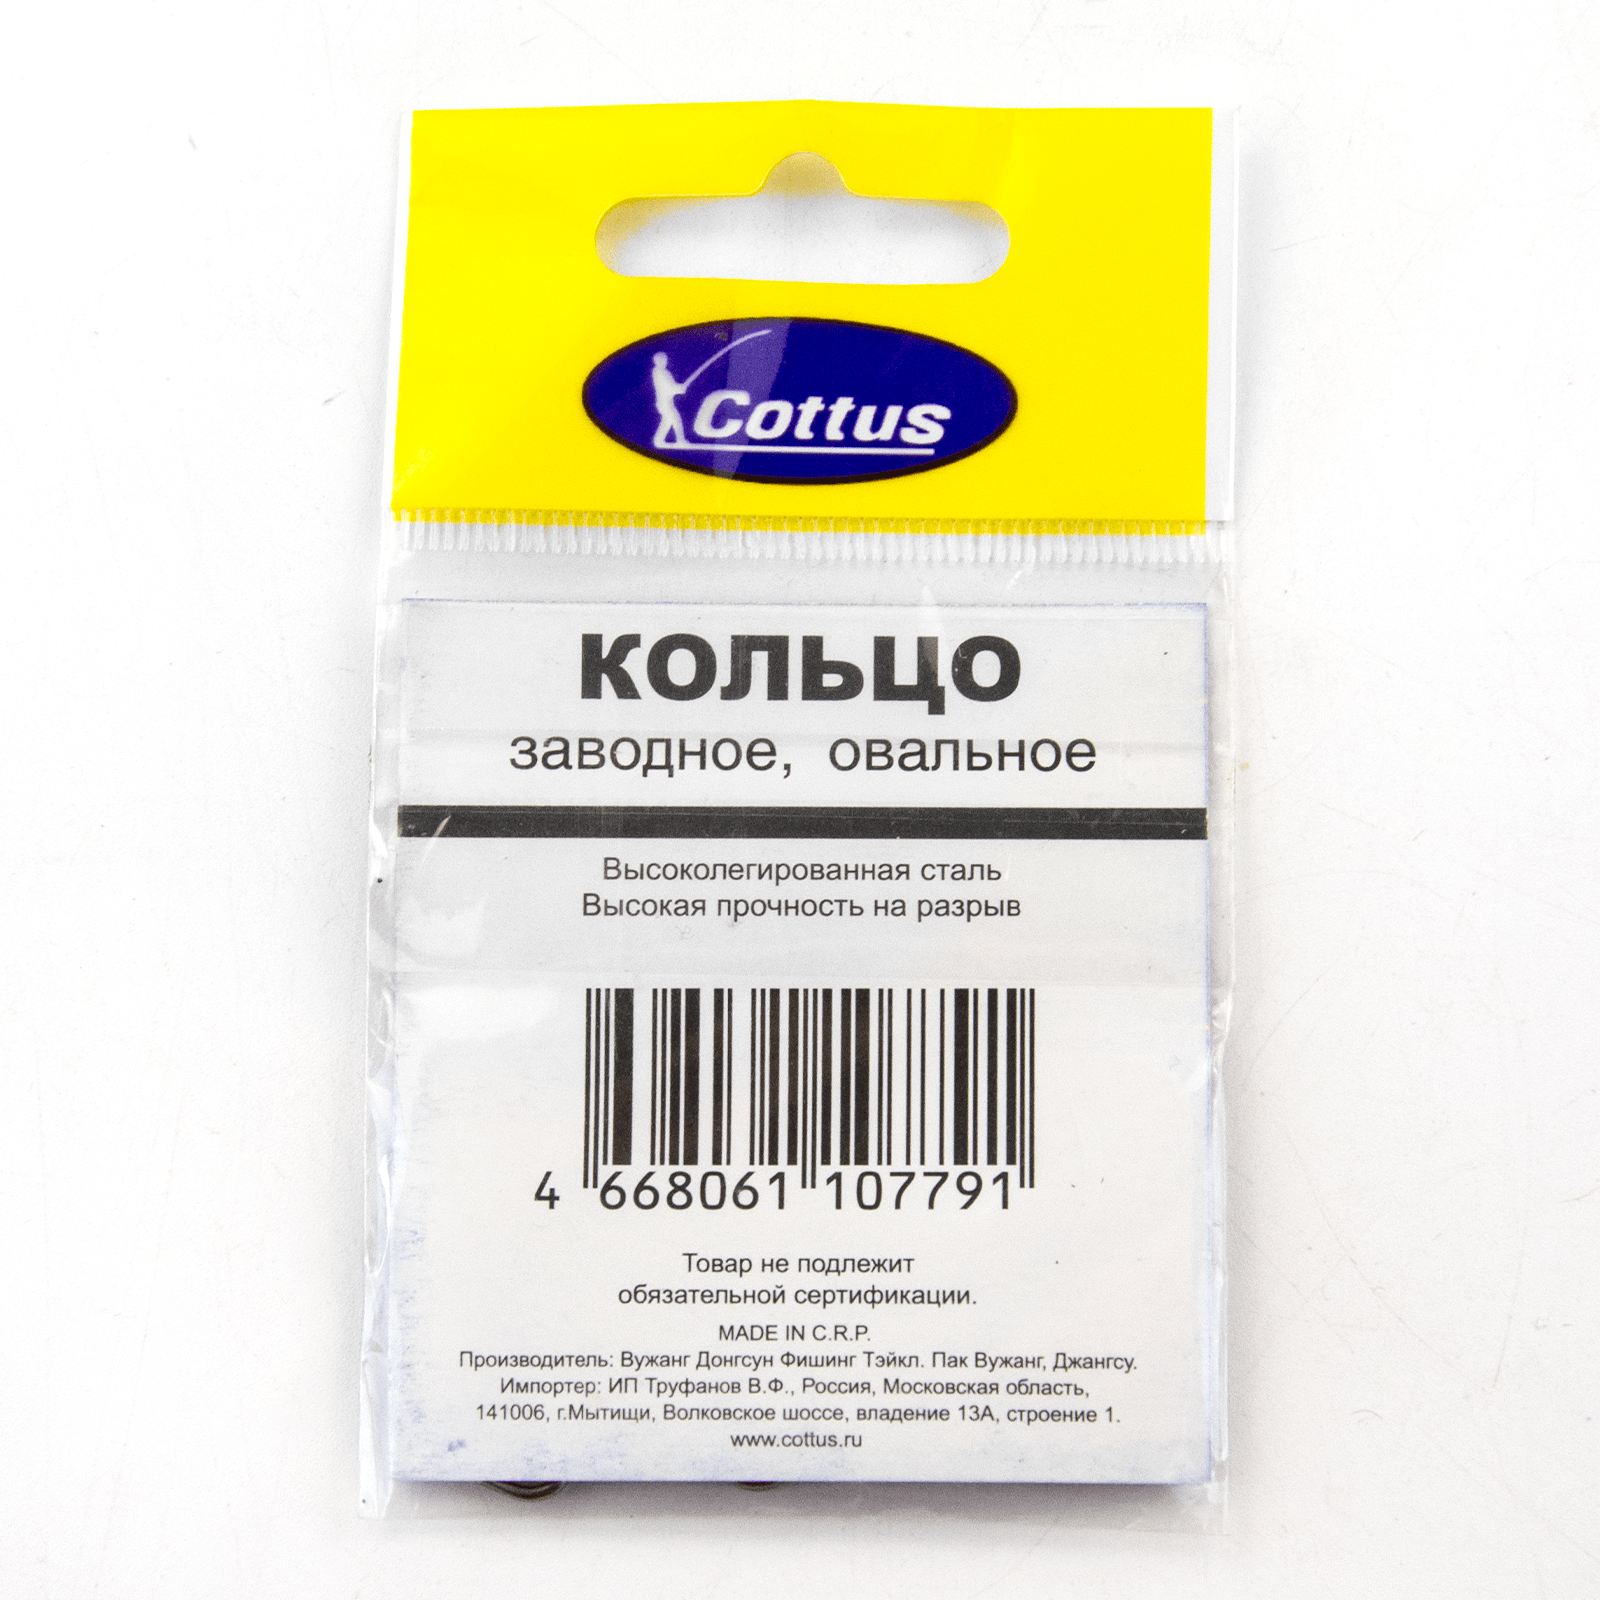 Cottus
КОЛЬЦО
заводное, овальное
Высоколегированная сталь
Высокая прочность на разрыв
4 668061 107791
Товар не подлежит
обязательной сертификации.
MADE IN C.R.P.
Производитель: Вужанг Донгсун Фишинг Тэйкл. Пак Вужанг, Джангсу.
Импортер: ИП Труфанов В.Ф., Россия, Московская область,
141006, г.Мытищи, Волковское шоссе, владение 13А, строение 1.
www.cottus.ru